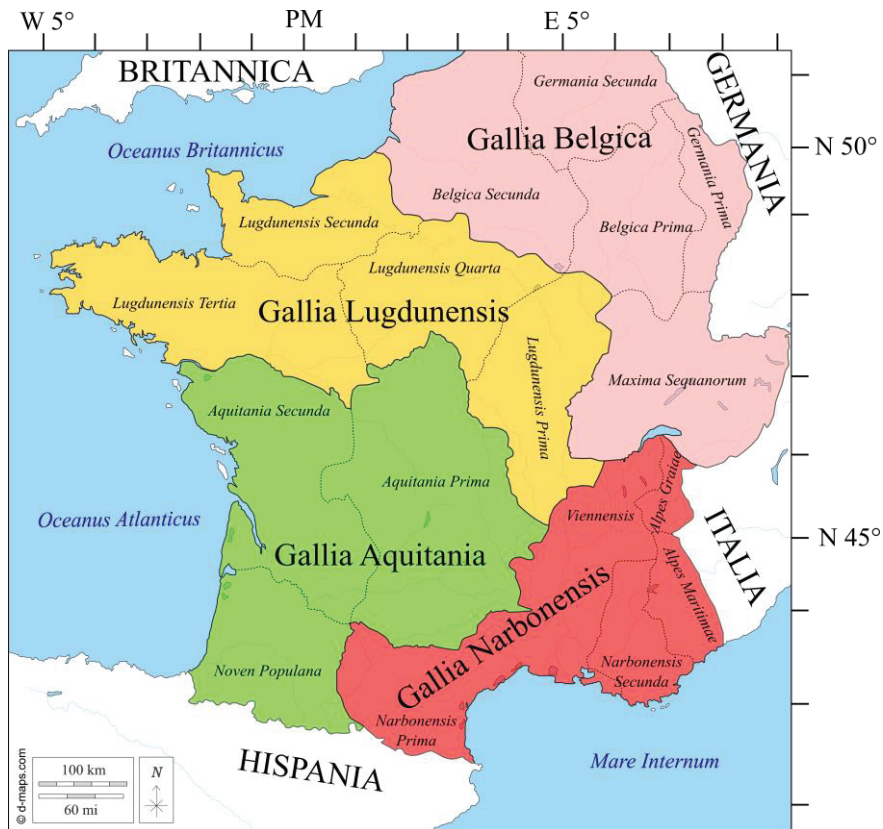 W 5°
PM
E 5°
BRITANNICA
GERMANIA
Germania Secunda
Gallia Belgica
Oceanus Britannicus
N 50°
Germania Prima
Belgica Secunda
Lugdunensis Secunda
Belgica Prima
Lugdunensis Quarta
Lugdunensis Tertia
Gallia Lugdunensis
Lugdunensis Prima
Maxima Sequanorum
Aquitania Secunda
Aquitania Prima
Alpes Graiae
Oceanus Atlanticus
Viennensis
ITALIA
N 45°
Gallia Aquitania
Alpes Maritimae
Gallia Narbonensis
Noven Populana
Narbonensis
Secunda
Narbonensis
Prima
HISPANIA
Mare Internum
100 km
60 mi
N
© d-maps.com